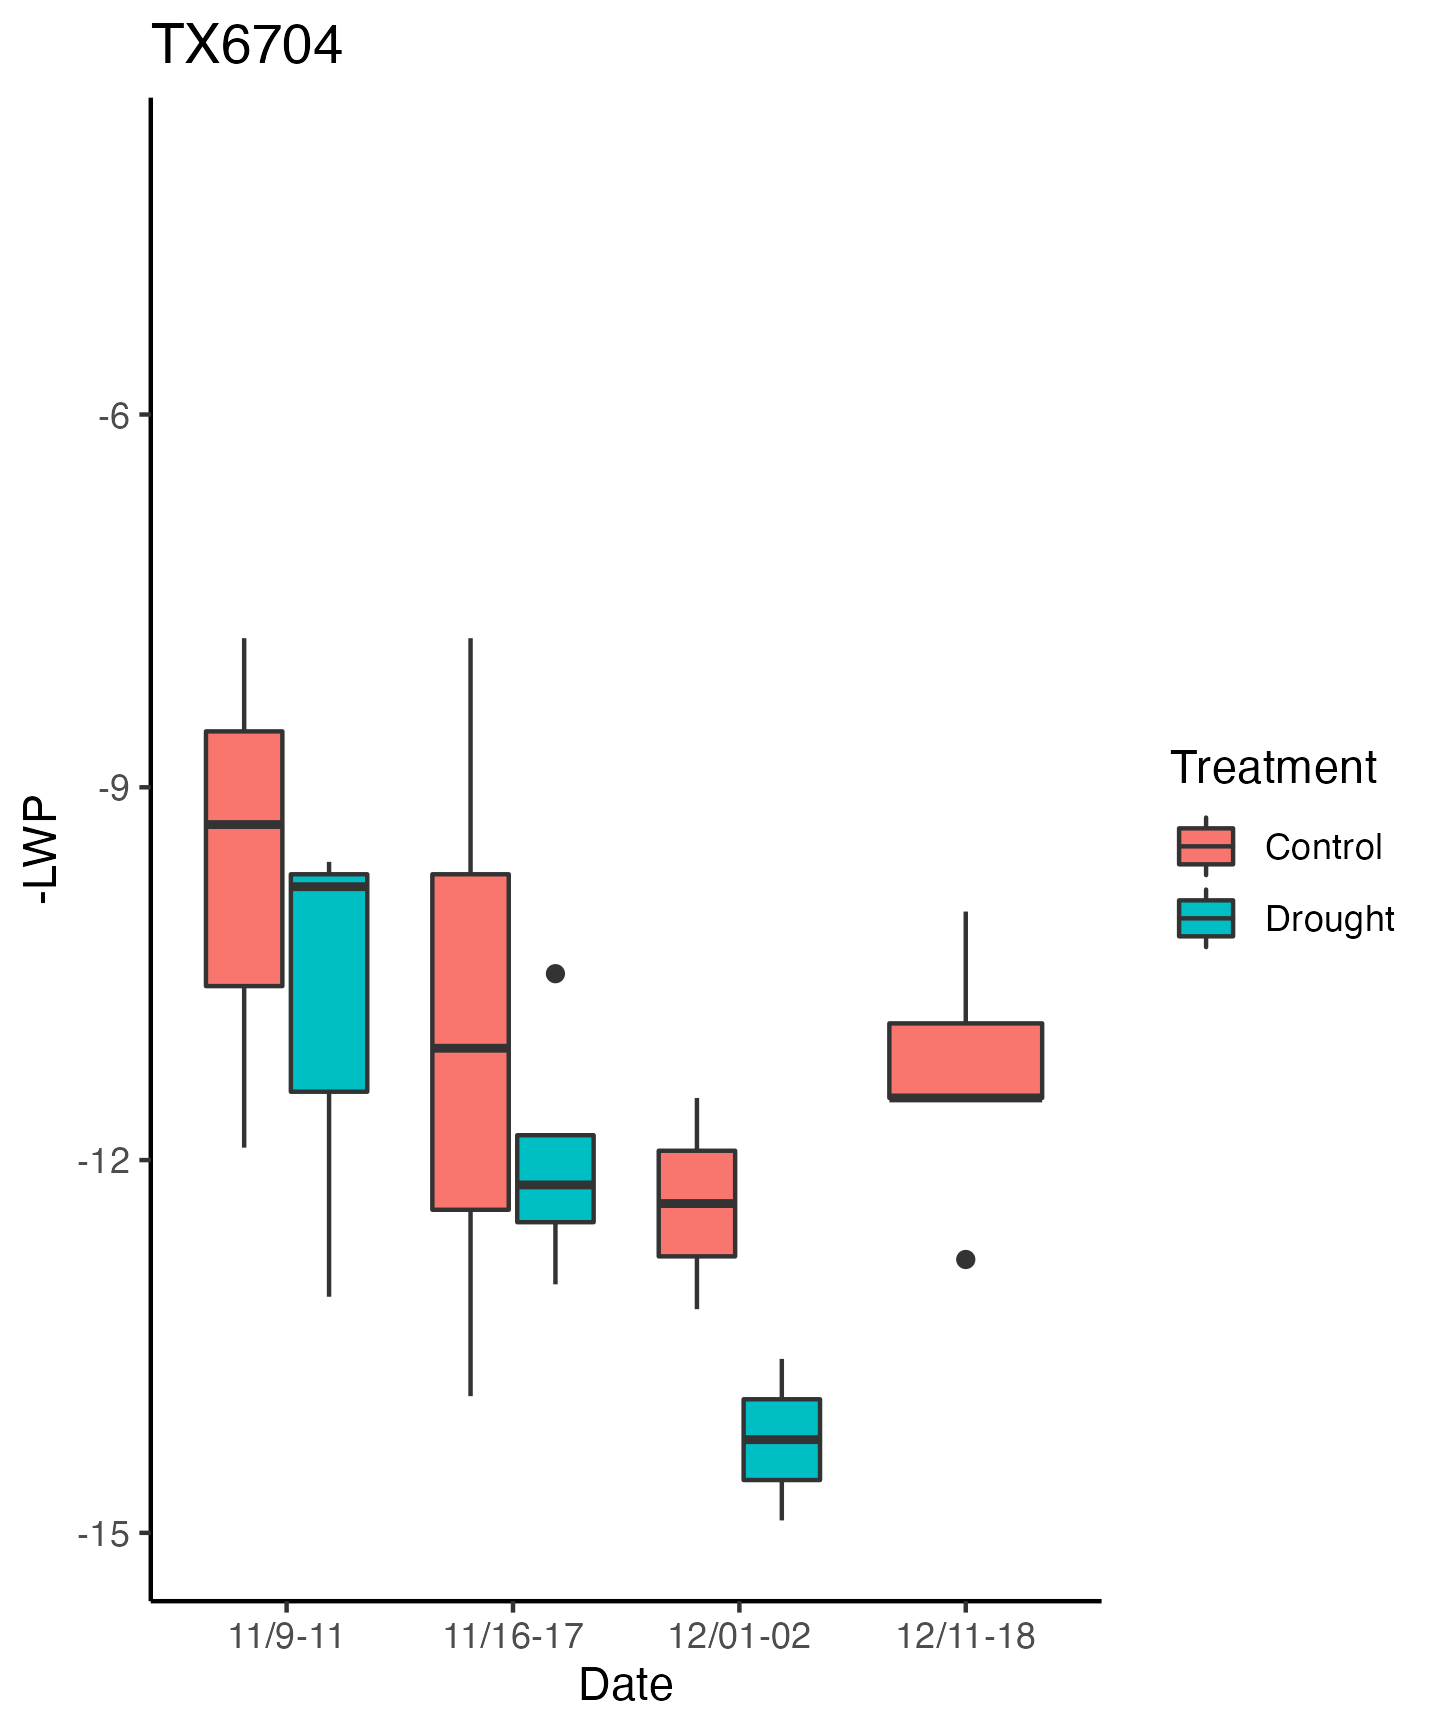 TX6704
-6
-9
-12
-15
-LWP
11/9-11
11/16-17
12/01-02
12/11-18
Date
Treatment
Control
Drought